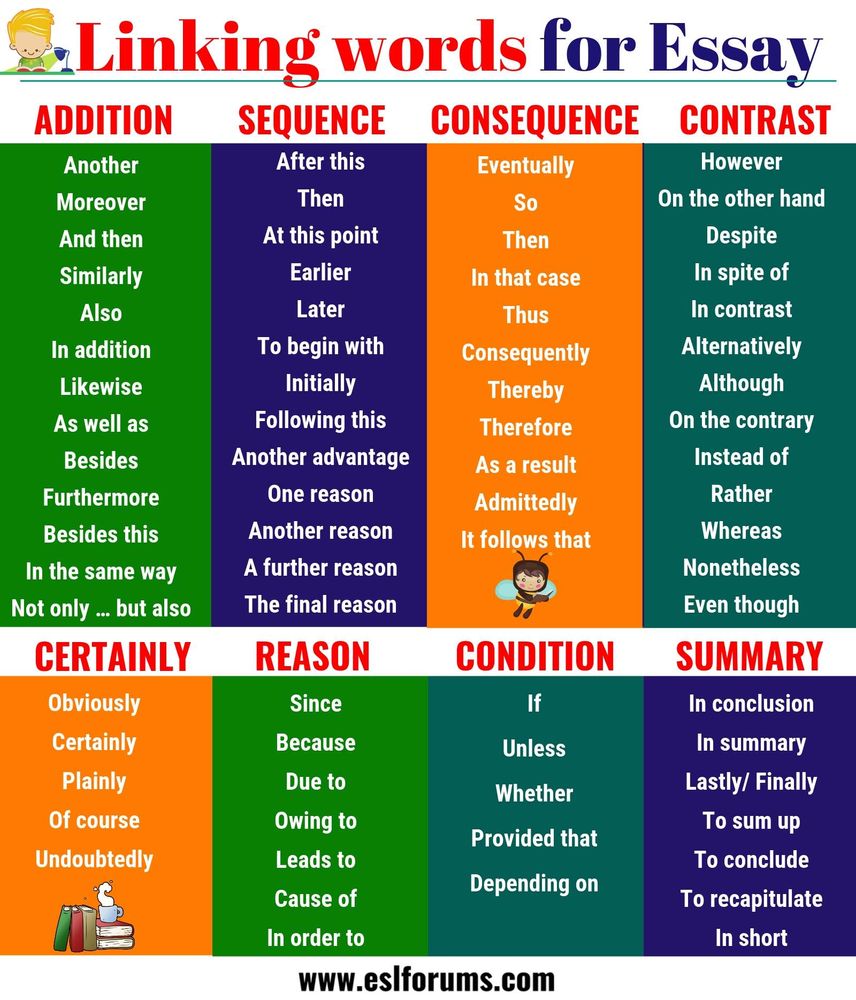 Linking words for Essay
ADDITION
Another
Moreover
And then
Similarly
Also
In addition
Likewise
As well as
Besides
Furthermore
Besides this
In the same way
Not only ... but also
SEQUENCE
After this
Then
At this point
Earlier
Later
To begin with
Initially
Following this
Another advantage
One reason
Another reason
A further reason
The final reason
CONSEQUENCE
Eventually
So
Then
In that case
Thus
Consequently
Thereby
Therefore
As a result
Admittedly
It follows that
CONTRAST
However
On the other hand
Despite
In spite of
In contrast
Alternatively
Although
On the contrary
Instead of
Rather
Whereas
Nonetheless
Even though
CERTAINLY
Obviously
Certainly
Plainly
Of course
Undoubtedly
REASON
Since
Because
Due to
Owing to
Leads to
Cause of
In order to
CONDITION
If
Unless
Whether
Provided that
Depending on
SUMMARY
In conclusion
In summary
Lastly/ Finally
To sum up
To conclude
To recapitulate
In short
www.eslforums.com